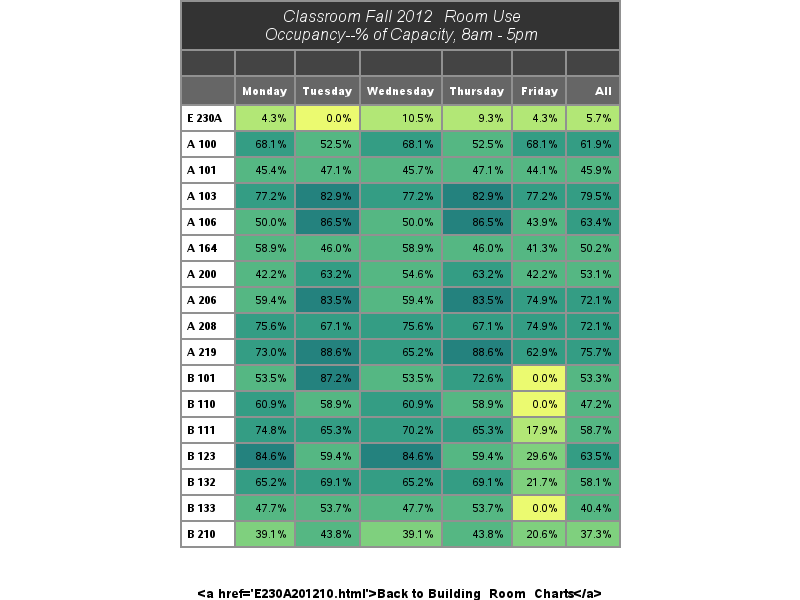 Classroom Fall 2012 Room Use
Occupancy--% of Capacity, 8am - 5pm
Monday Tuesday Wednesday Thursday Friday All
E 230A 4.3% 0.0% 10.5% 9.3% 4.3% 5.7%
A 100 68.1% 52.5% 68.1% 52.5% 68.1% 61.9%
A 101 45.4% 47.1% 45.7% 47.1% 44.1% 45.9%
A 103 77.2% 82.9% 77.2% 82.9% 77.2% 79.5%
A 106 50.0% 86.5% 50.0% 86.5% 43.9% 63.4%
A 164 58.9% 46.0% 58.9% 46.0% 41.3% 50.2%
A 200 42.2% 63.2% 54.6% 63.2% 42.2% 53.1%
A 206 59.4% 83.5% 59.4% 83.5% 74.9% 72.1%
A 208 75.6% 67.1% 75.6% 67.1% 74.9% 72.1%
A 219 73.0% 88.6% 65.2% 88.6% 62.9% 75.7%
B 101 53.5% 87.2% 53.5% 72.6% 0.0% 53.3%
B 110 60.9% 58.9% 60.9% 58.9% 0.0% 47.2%
B 111 74.8% 65.3% 70.2% 65.3% 17.9% 58.7%
B 123 84.6% 59.4% 84.6% 59.4% 29.6% 63.5%
B 132 65.2% 69.1% 65.2% 69.1% 21.7% 58.1%
B 133 47.7% 53.7% 47.7% 53.7% 0.0% 40.4%
B 210 39.1% 43.8% 39.1% 43.8% 20.6% 37.3%
<a href='E230A201210.html'>Back to Building Room Charts</a>